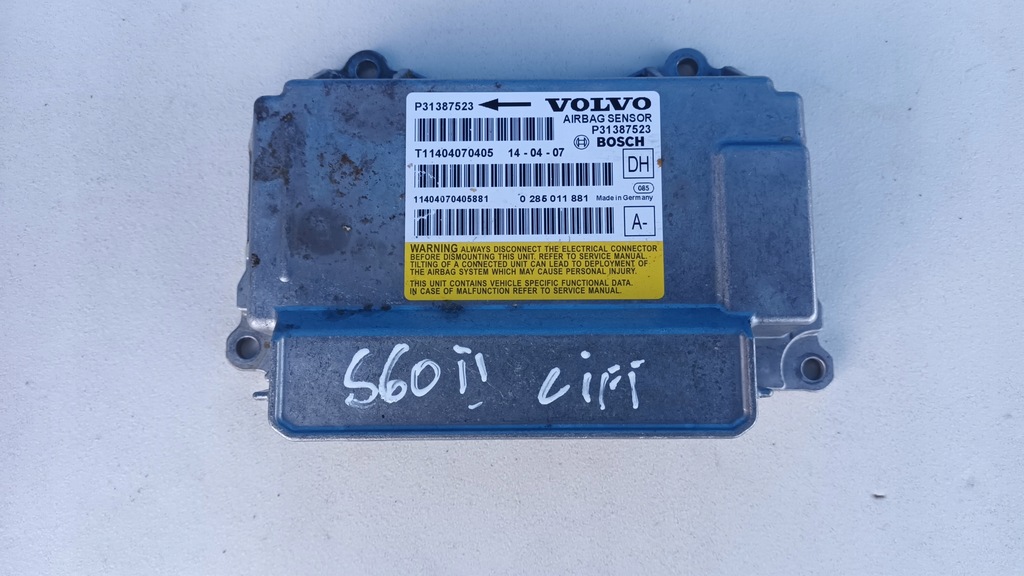 P31387523 VOLVO
AIRBAG SENSOR
P31387523
BOSCH
T11404070405 14-04-07
DH
085
11404070405881 0 285 011 881 Made in Germany
A-
WARNING ALWAYS DISCONNECT THE ELECTRICAL CONNECTOR
BEFORE DISMOUNTING THIS UNIT. REFER TO SERVICE MANUAL.
TILTING OF A CONNECTED UNIT CAN LEAD TO DEPLOYMENT OF
THE AIRBAG SYSTEM WHICH MAY CAUSE PERSONAL INJURY.
THIS UNIT CONTAINS VEHICLE SPECIFIC FUNCTIONAL DATA.
IN CASE OF MALFUNCTION REFER TO SERVICE MANUAL.
S60 II LIFT